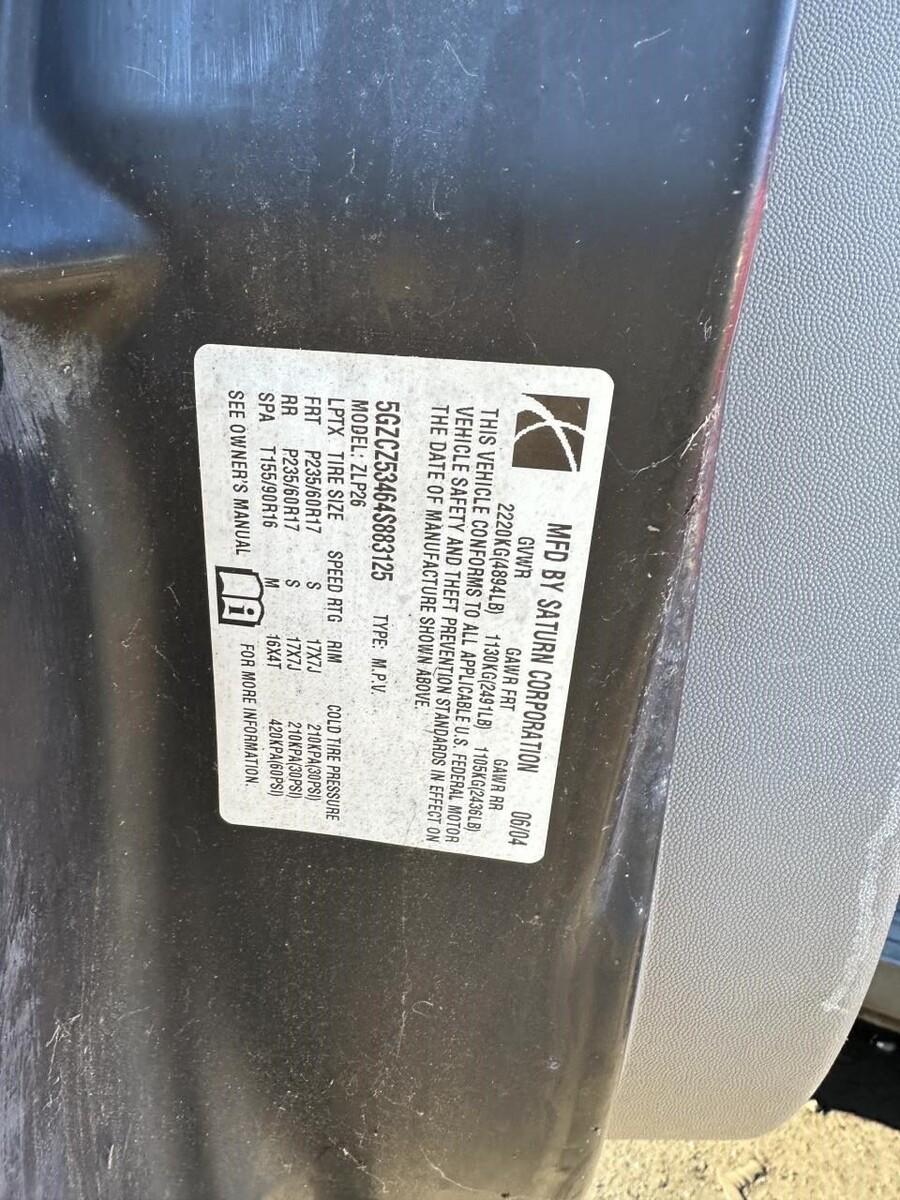 MFD BY SATURN CORPORATION 06/04
GVWR GAWR FRT GAWR RR
2220KG(4894LB) 1130KG(2491LB) 1105KG(2436LB)
THIS VEHICLE CONFORMS TO ALL APPLICABLE U.S. FEDERAL MOTOR
VEHICLE SAFETY AND THEFT PREVENTION STANDARDS IN EFFECT ON
THE DATE OF MANUFACTURE SHOWN ABOVE.
5GZCZ53464S883125 TYPE: M.P.V.
MODEL: ZLP26
LPTX TIRE SIZE SPEED RTG RIM COLD TIRE PRESSURE
FRT P235/60R17 S 17X7J 210KPA(30PSI)
RR P235/60R17 S 17X7J 210KPA(30PSI)
SPA T155/90R16 M 16X4T 420KPA(60PSI)
SEE OWNER'S MANUAL i FOR MORE INFORMATION.